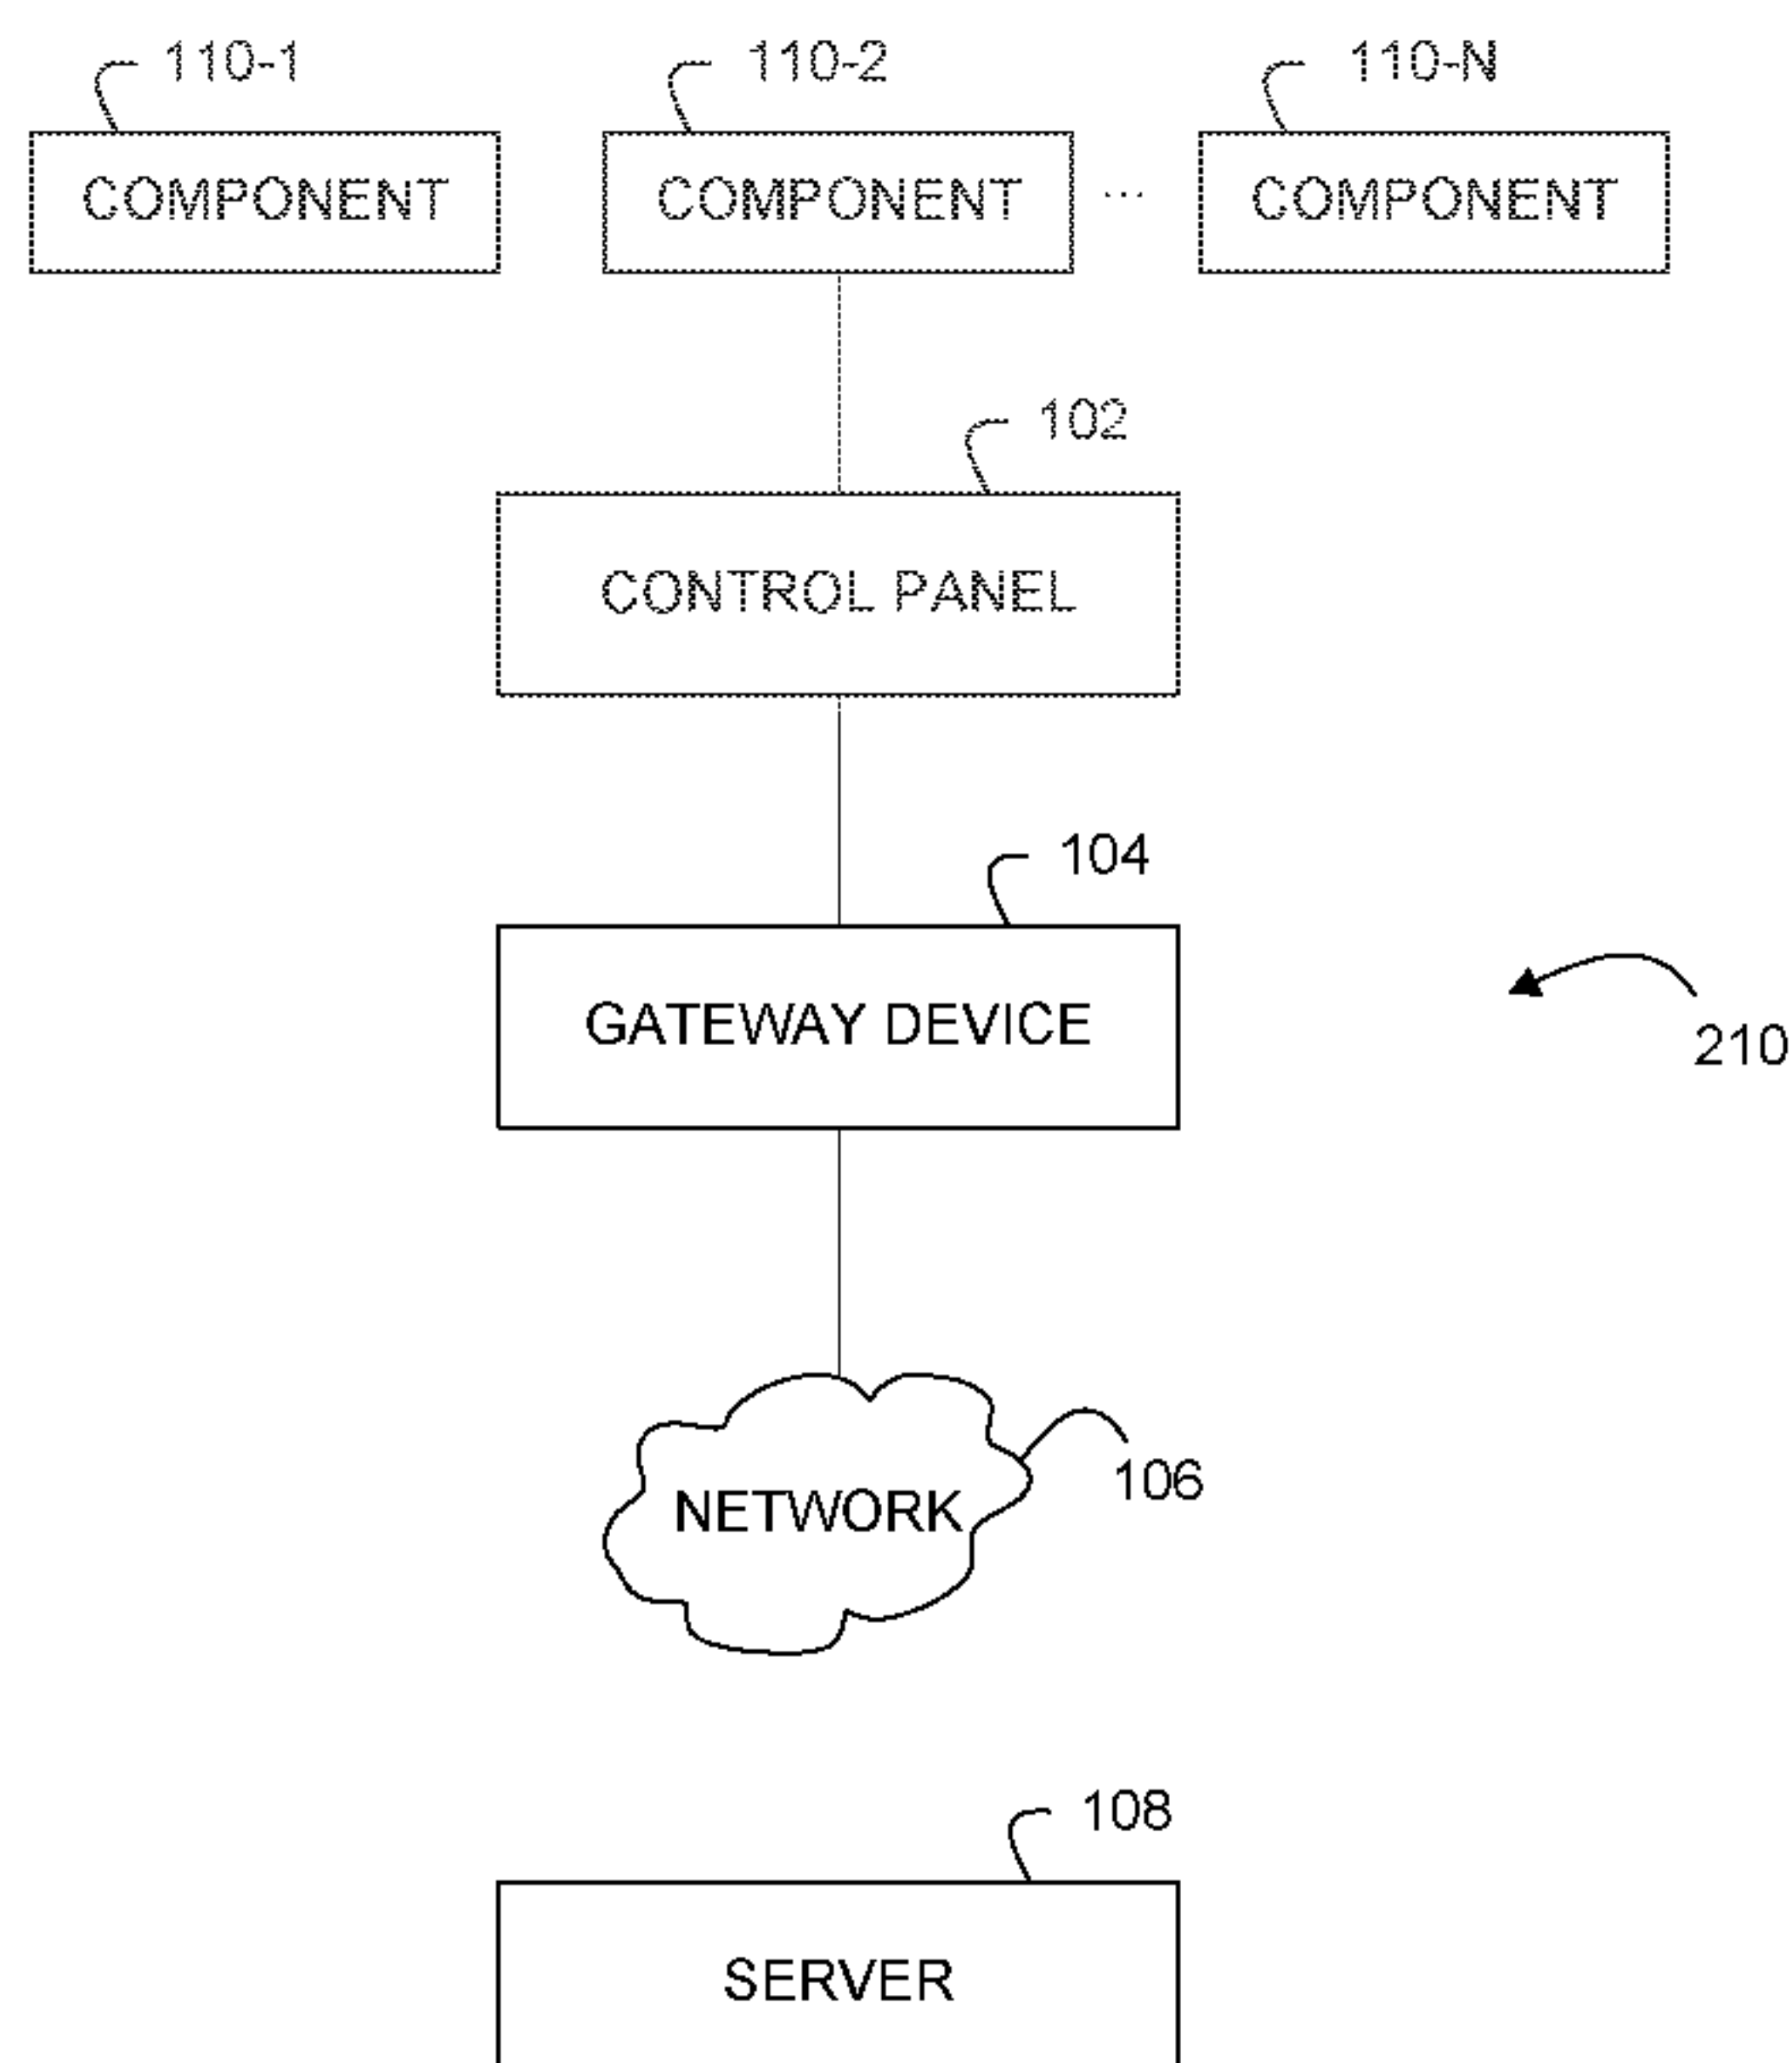 110-1 110-2 110-N
COMPONENT COMPONENT ... COMPONENT
102
CONTROL PANEL
104
GATEWAY DEVICE
210
106
NETWORK
108
SERVER